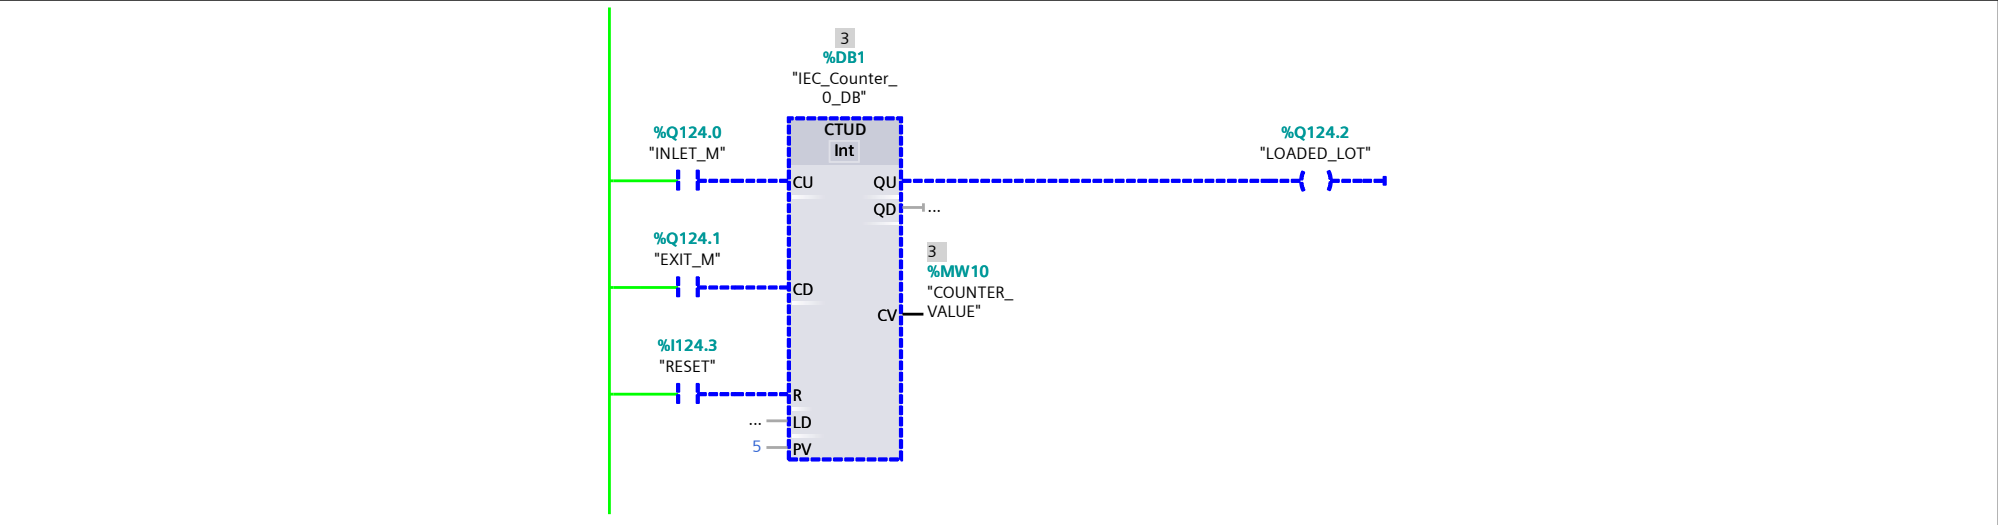 3
%DB1
"IEC_Counter_
0_DB"
%Q124.0
"INLET_M"
CTUD
Int
%Q124.2
"LOADED_LOT"
CU
QU
QD
...
%Q124.1
"EXIT_M"
CD
3
%MW10
"COUNTER_
VALUE"
CV
%I124.3
"RESET"
R
...
LD
5
PV